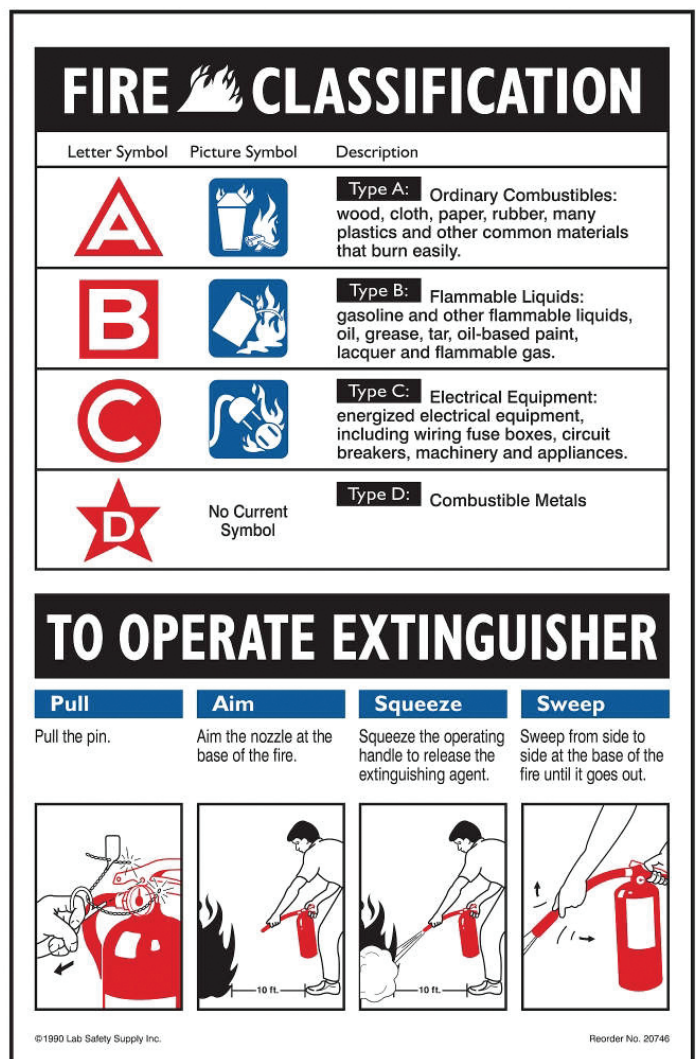 FIRE CLASSIFICATION
Letter Symbol Picture Symbol Description
A
Type A: Ordinary Combustibles:
wood, cloth, paper, rubber, many
plastics and other common materials
that burn easily.
B
Type B: Flammable Liquids:
gasoline and other flammable liquids,
oil, grease, tar, oil-based paint,
lacquer and flammable gas.
C
Type C: Electrical Equipment:
energized electrical equipment,
including wiring fuse boxes, circuit
breakers, machinery and appliances.
D
No Current
Symbol
Type D: Combustible Metals
TO OPERATE EXTINGUISHER
Pull
Pull the pin.
Aim
Aim the nozzle at the
base of the fire.
Squeeze
Squeeze the operating
handle to release the
extinguishing agent.
Sweep
Sweep from side to
side at the base of the
fire until it goes out.
10 ft.
10 ft.
©1990 Lab Safety Supply Inc.
Reorder No. 20746